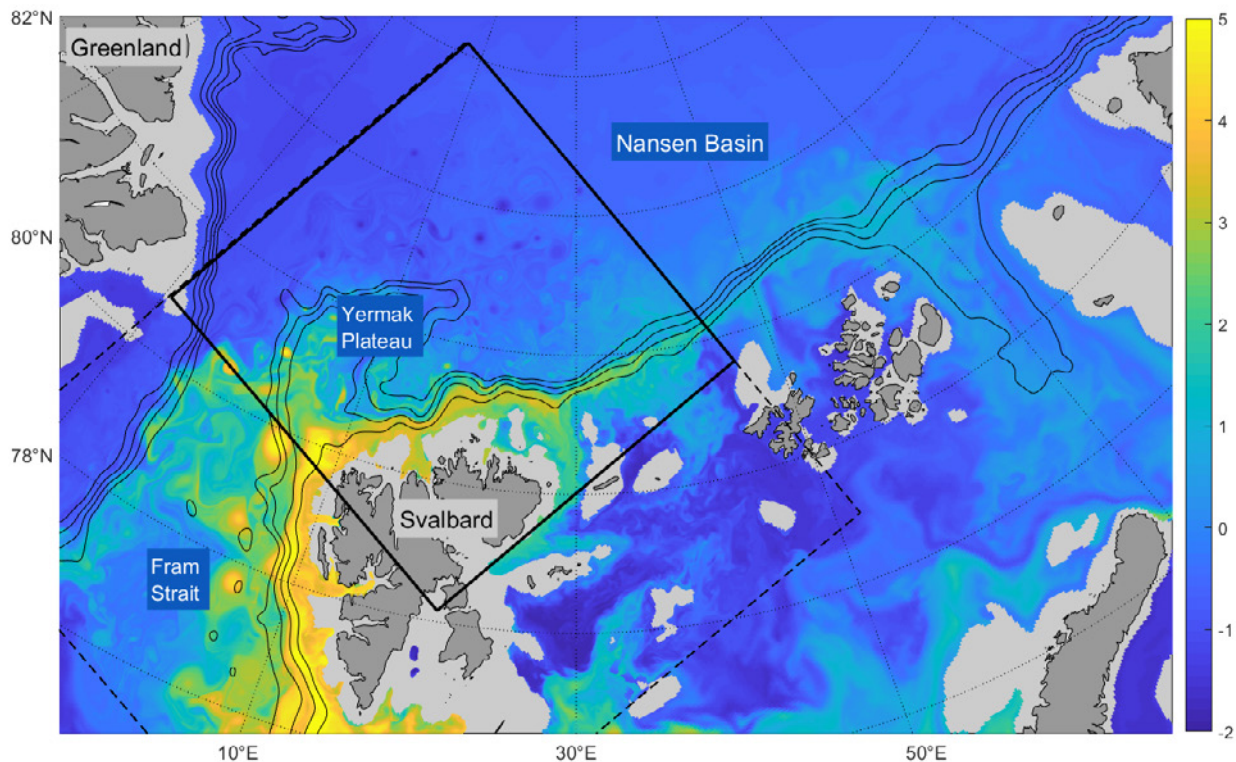 82°N
Greenland
5
4
Nansen Basin
3
80°N
Yermak
Plateau
2
1
78°N
Svalbard
0
Fram
Strait
-1
-2
10°E
30°E
50°E